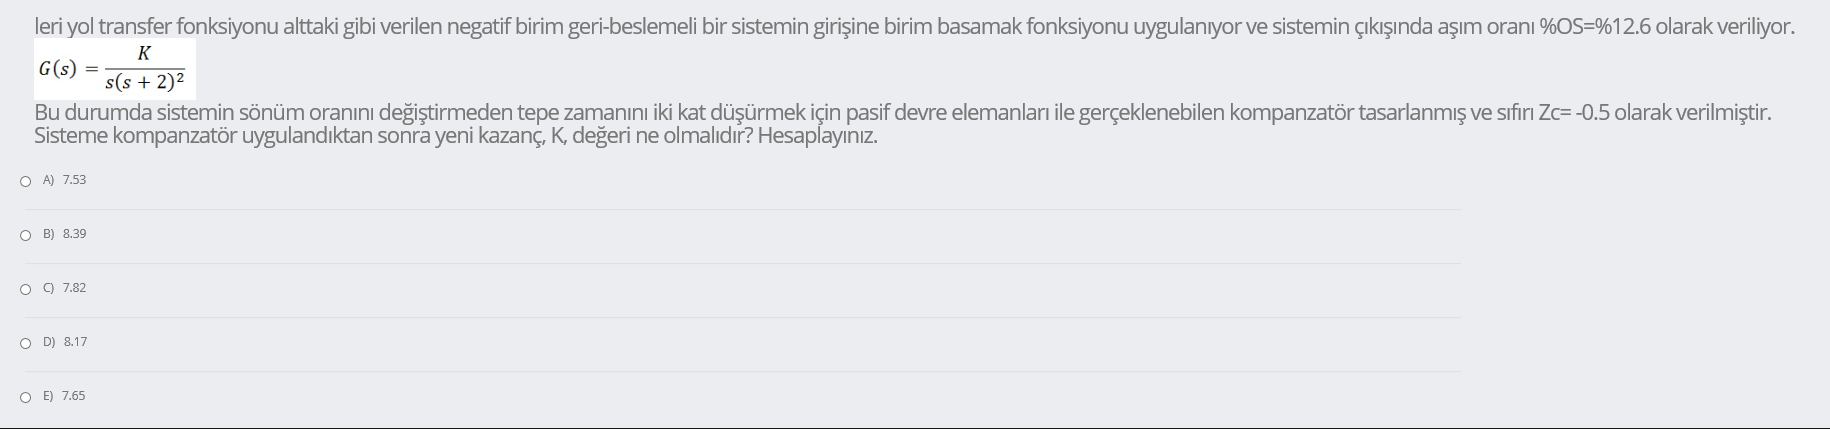 leri yol transfer fonksiyonu alttaki gibi verilen negatif birim geri-beslemeli bir sistemin girişine birim basamak fonksiyonu uygulanıyor ve sistemin çıkışında aşım oranı %OS=%12.6 olarak veriliyor.
G(s) = K / s(s + 2)²
Bu durumda sistemin sönüm oranını değiştirmeden tepe zamanını iki kat düşürmek için pasif devre elemanları ile gerçeklenebilen kompanzatör tasarlanmış ve sıfırı Zc= -0.5 olarak verilmiştir.
Sisteme kompanzatör uygulandıktan sonra yeni kazanç, K, değeri ne olmalıdır? Hesaplayınız.
A) 7.53
B) 8.39
C) 7.82
D) 8.17
E) 7.65